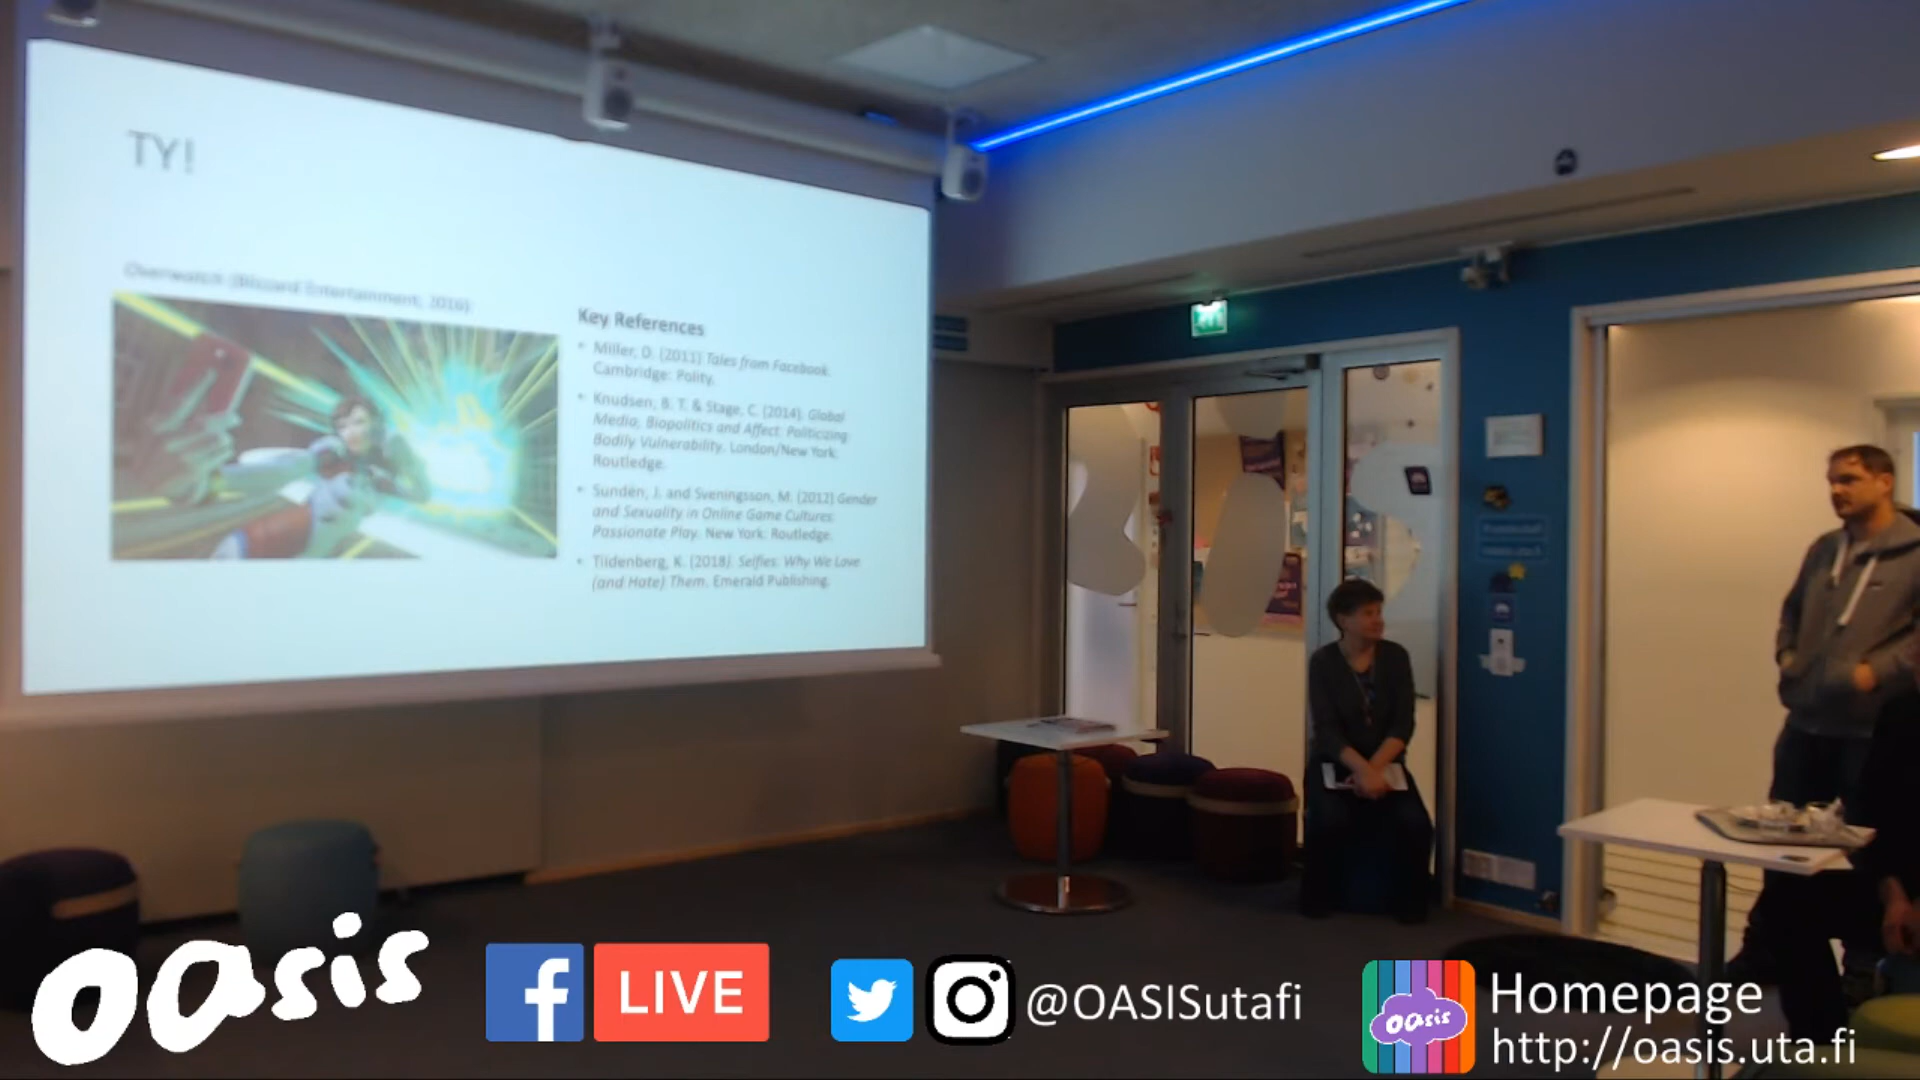 TY!
Overwatch (Blizzard Entertainment, 2016)
Key References
• Miller, D. (2011) Tales from Facebook.
Cambridge: Polity.
• Knudsen, B. T. & Stage, C. (2014). Global
Media, Biopolitics and Affect: Politicizing
Bodily Vulnerability. London/New York:
Routledge.
• Sundén, J. and Sveningsson, M. (2012) Gender
and Sexuality in Online Game Cultures:
Passionate Play. New York: Routledge.
• Tiidenberg, K. (2018). Selfies: Why We Love
(and Hate) Them. Emerald Publishing.
oasis
f LIVE
@OASISutafi
oasis
Homepage
http://oasis.uta.fi